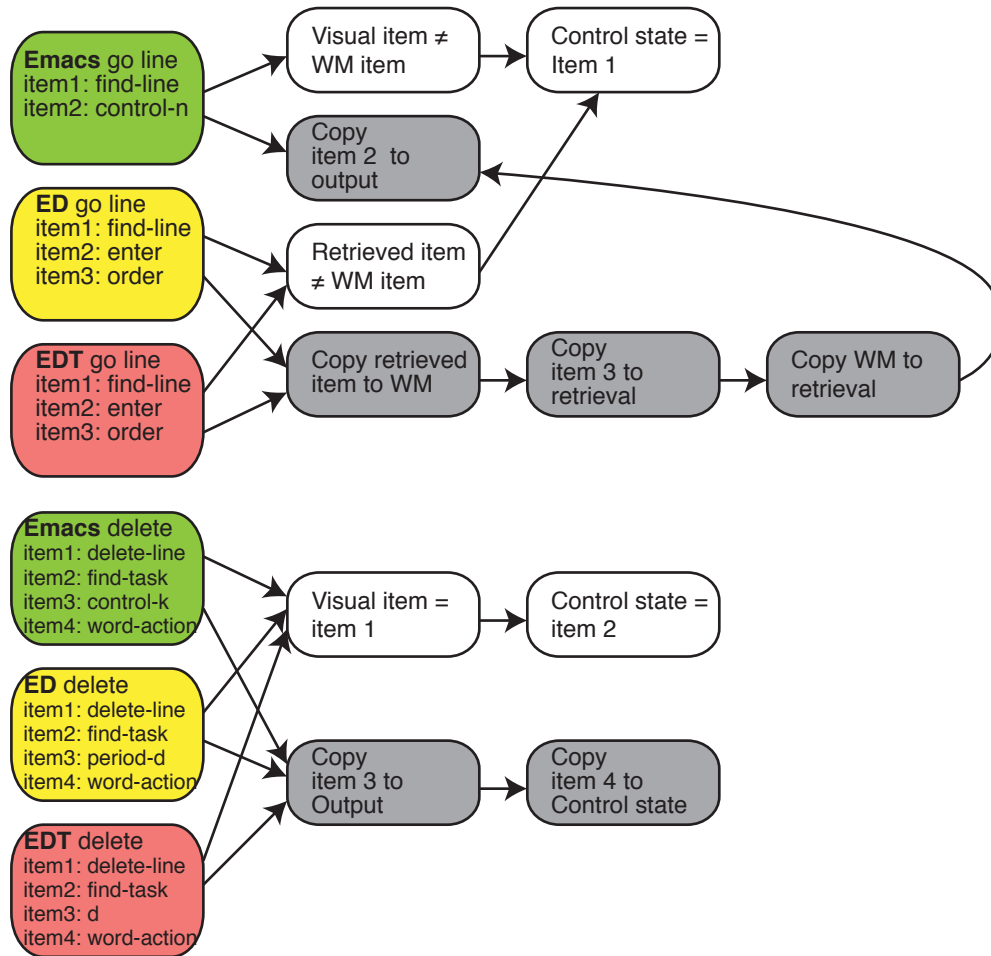 Emacs go line
item1: find-line
item2: control-n
Visual item ≠
WM item
Control state =
Item 1
Copy
item 2 to
output
ED go line
item1: find-line
item2: enter
item3: order
Retrieved item
≠ WM item
EDT go line
item1: find-line
item2: enter
item3: order
Copy retrieved
item to WM
Copy
item 3 to
retrieval
Copy WM to
retrieval
Emacs delete
item1: delete-line
item2: find-task
item3: control-k
item4: word-action
Visual item =
item 1
Control state =
item 2
ED delete
item1: delete-line
item2: find-task
item3: period-d
item4: word-action
Copy
item 3 to
Output
Copy
item 4 to
Control state
EDT delete
item1: delete-line
item2: find-task
item3: d
item4: word-action